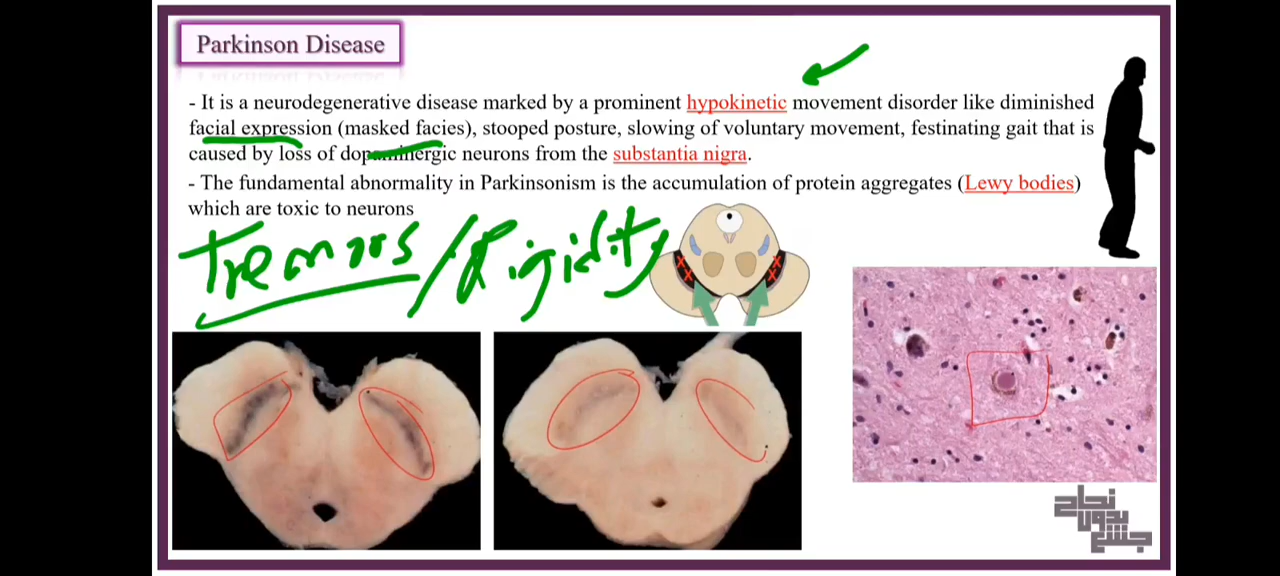 Parkinson Disease
- It is a neurodegenerative disease marked by a prominent hypokinetic movement disorder like diminished
facial expression (masked facies), stooped posture, slowing of voluntary movement, festinating gait that is
caused by loss of dopaminergic neurons from the substantia nigra.
- The fundamental abnormality in Parkinsonism is the accumulation of protein aggregates (Lewy bodies)
which are toxic to neurons
Tremors / Rigidity
نجاح
بدون
جشع